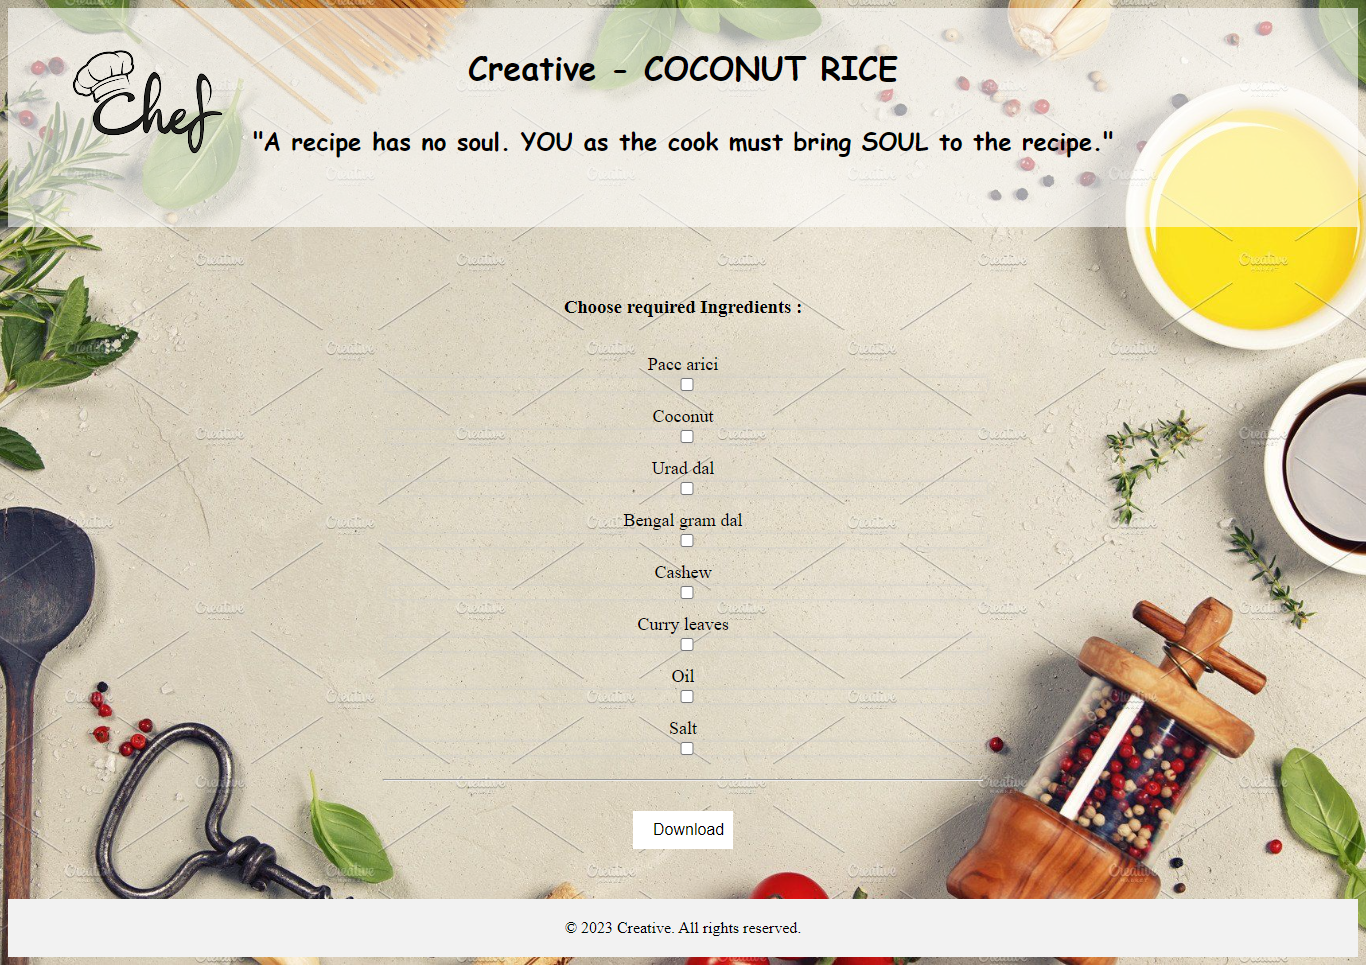 Chef
Creative - COCONUT RICE
"A recipe has no soul. YOU as the cook must bring SOUL to the recipe."
Choose required Ingredients :
Pacc arici
Coconut
Urad dal
Bengal gram dal
Cashew
Curry leaves
Oil
Salt
Download
© 2023 Creative. All rights reserved.